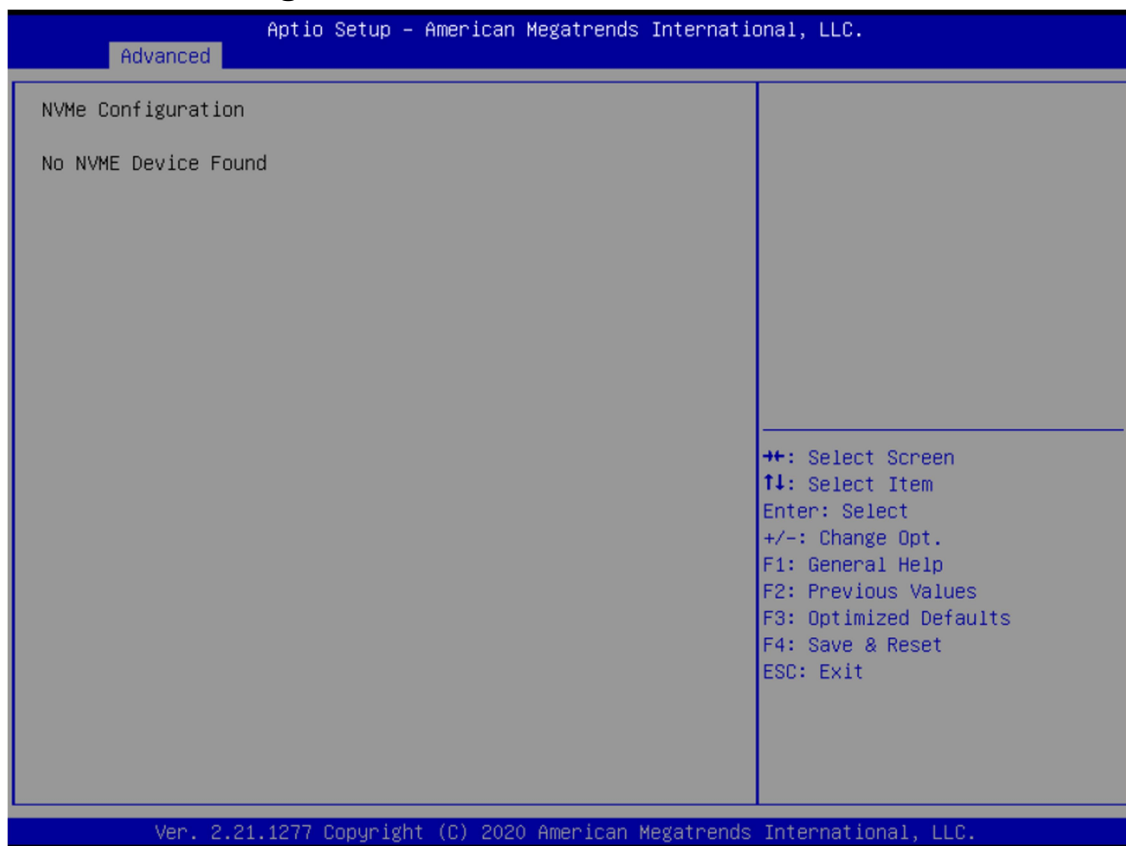 Aptio Setup – American Megatrends International, LLC.
Advanced
NVMe Configuration
No NVME Device Found
→←: Select Screen
↑↓: Select Item
Enter: Select
+/-: Change Opt.
F1: General Help
F2: Previous Values
F3: Optimized Defaults
F4: Save & Reset
ESC: Exit
Ver. 2.21.1277 Copyright (C) 2020 American Megatrends International, LLC.